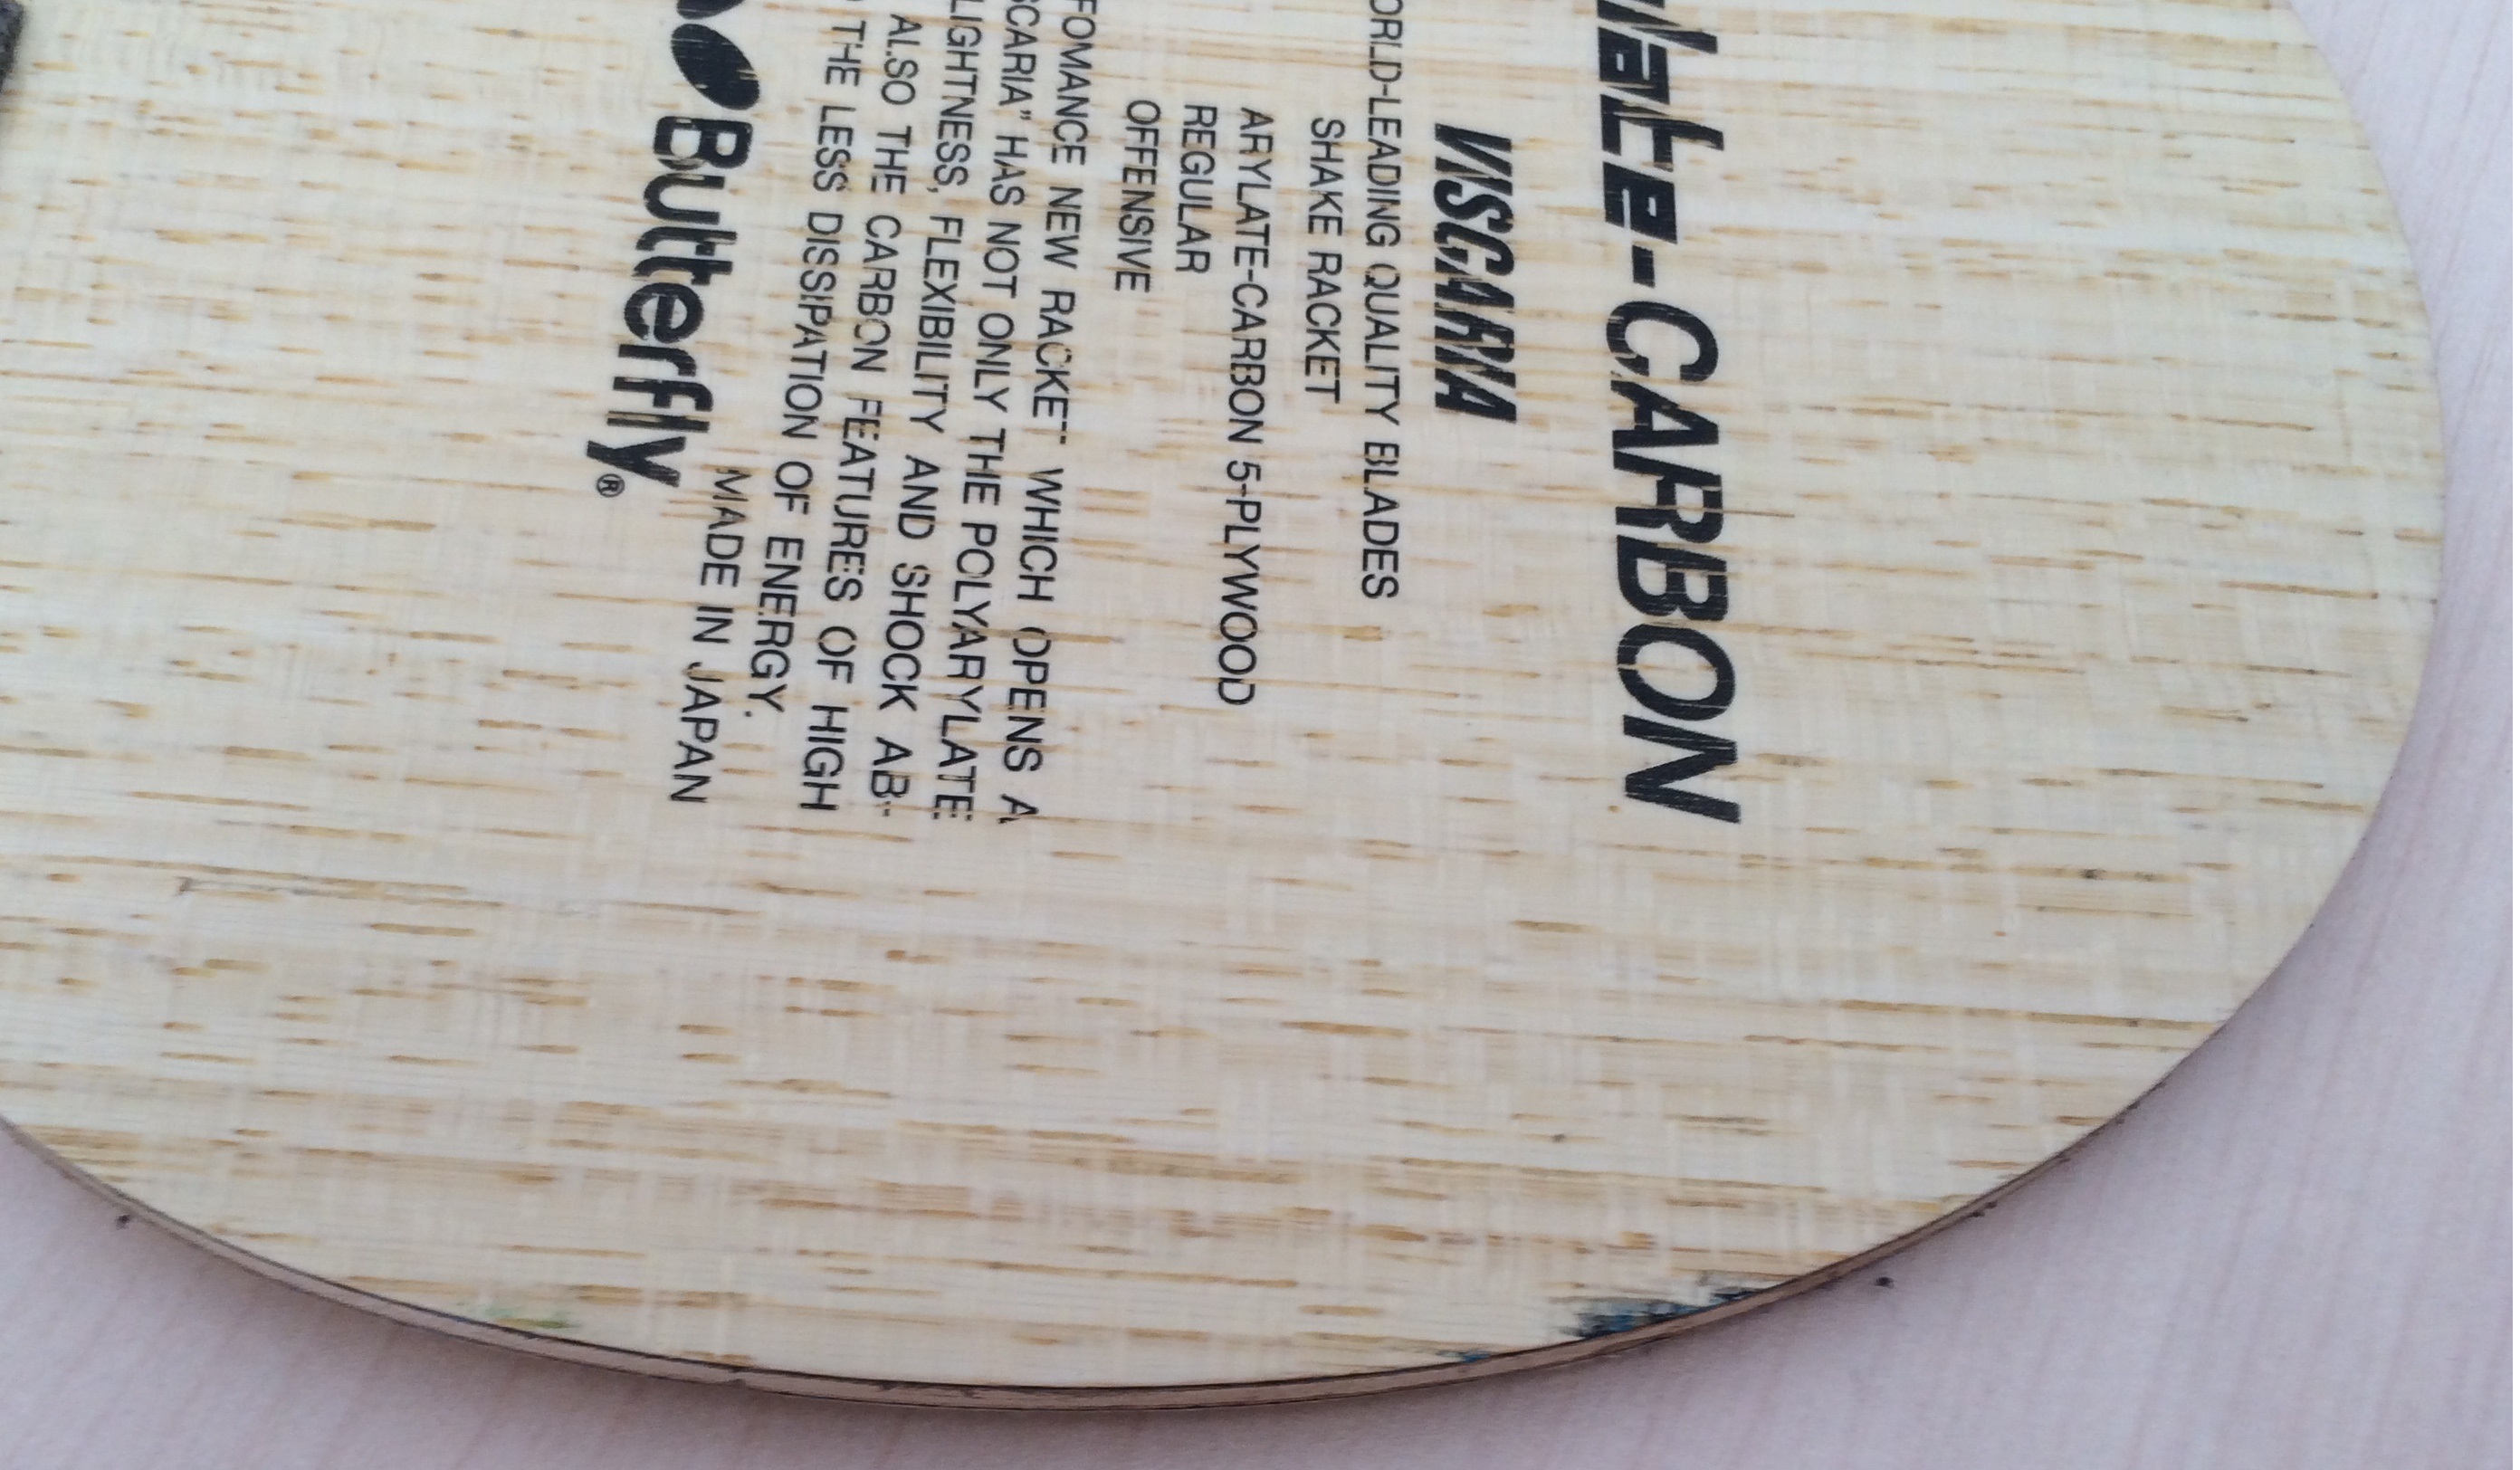 CARBON
VISCARIA
LEADING QUALITY BLADES
SHAKE RACKET
ARYLATE-CARBON 5-PLYWOOD
REGULAR
OFFENSIVE
FOMANCE NEW RACKET WHICH OPENS A
SCARIA" HAS NOT ONLY THE POLYARYLATE
LIGHTNESS, FLEXIBILITY AND SHOCK AB-
ALSO THE CARBON FEATURES OF HIGH
THE LESS DISSIPATION OF ENERGY.
MADE IN JAPAN
Butterfly®